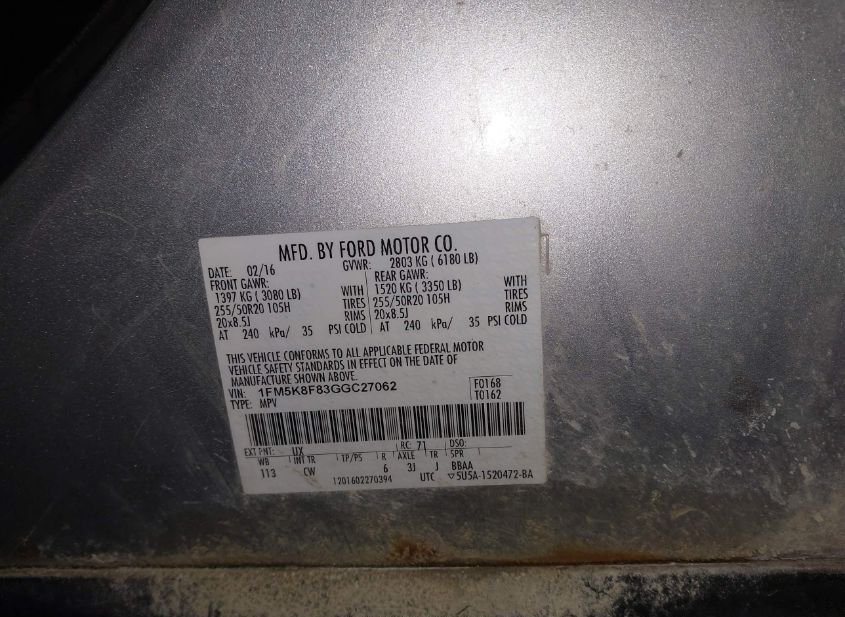 MFD. BY FORD MOTOR CO.
DATE: 02/16 GVWR: 2803 KG ( 6180 LB)
FRONT GAWR: REAR GAWR:
1397 KG ( 3080 LB) WITH 1520 KG ( 3350 LB) WITH
255/50R20 105H TIRES 255/50R20 105H TIRES
20x8.5J RIMS 20x8.5J RIMS
AT 240 kPa/ 35 PSI COLD AT 240 kPa/ 35 PSI COLD
THIS VEHICLE CONFORMS TO ALL APPLICABLE FEDERAL MOTOR
VEHICLE SAFETY STANDARDS IN EFFECT ON THE DATE OF
MANUFACTURE SHOWN ABOVE.
VIN: 1FM5K8F83GGC27062 F0168
TYPE: MPV T0162
EXT PNT: UX RC: 71 DSO:
WB INT TR TP/PS R AXLE TR SPR
113 CW 6 3J J BBAA
1201602270394 UTC ▽5U5A-1520472-BA